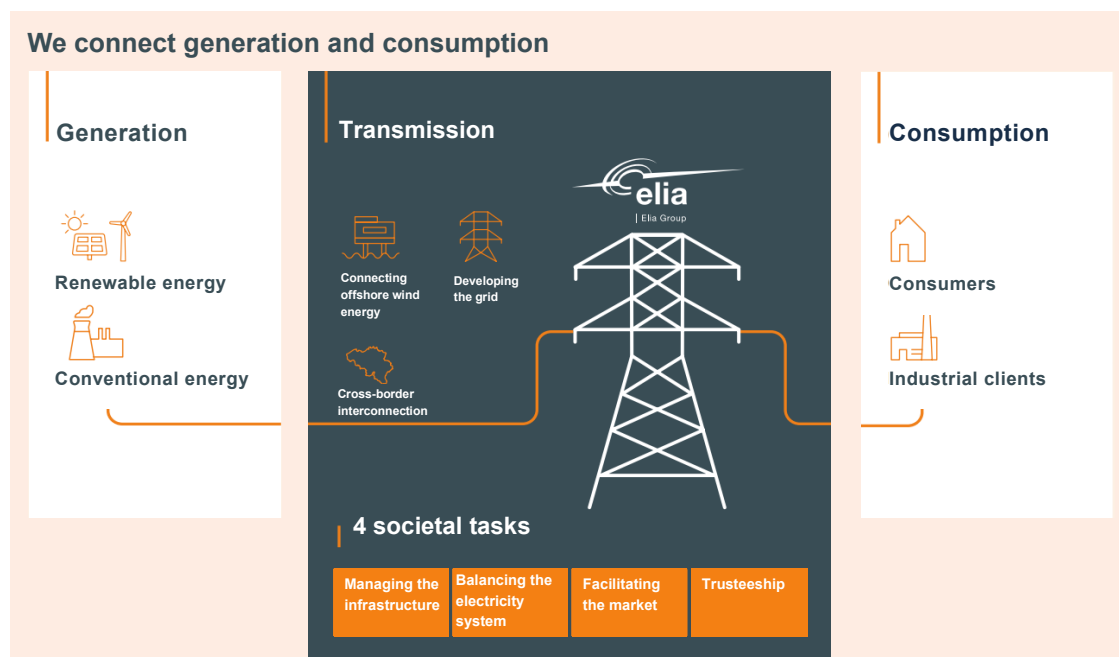 We connect generation and consumption
Generation
Renewable energy
Conventional energy
Transmission
elia
| Elia Group
Connecting
offshore wind
energy
Developing
the grid
Cross-border
interconnection
4 societal tasks
Managing the
infrastructure
Balancing the
electricity
system
Facilitating
the market
Trusteeship
Consumption
Consumers
Industrial clients